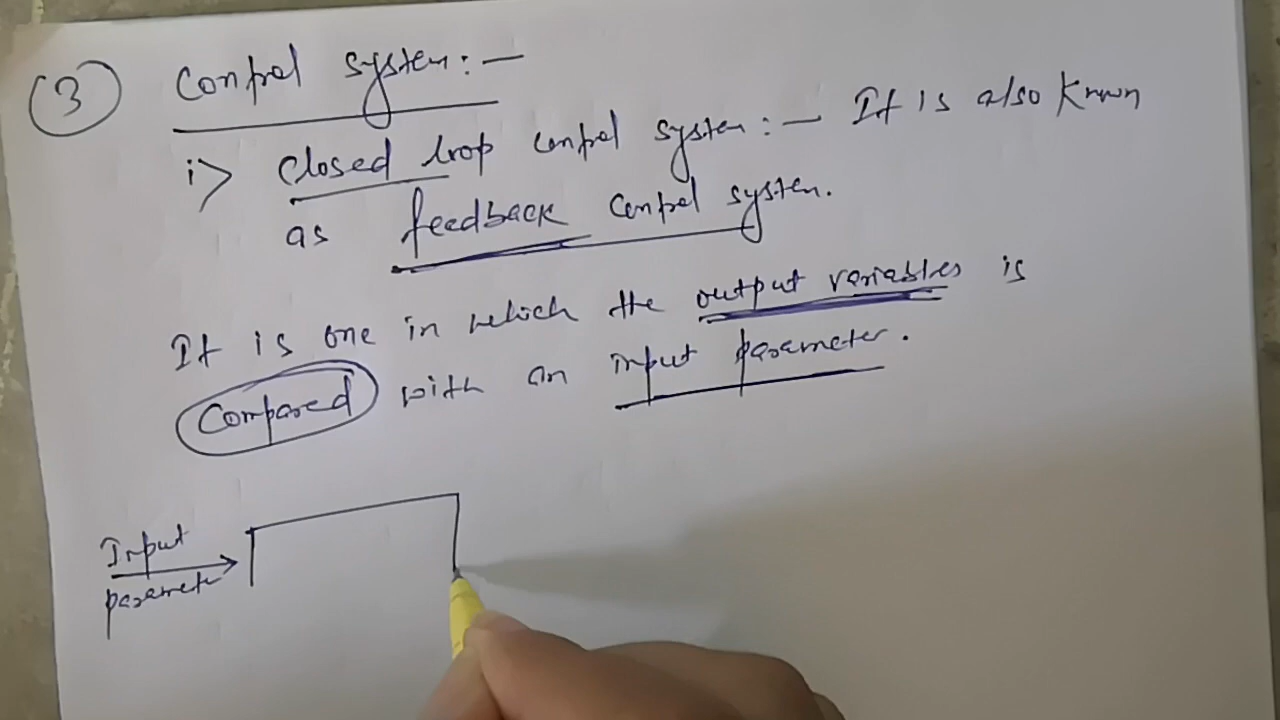 (3) Control system : —
i> Closed loop control system : — It is also known
as feedback control system.
It is one in which the output variables is
Compared with an input parameter.
Input
parameter